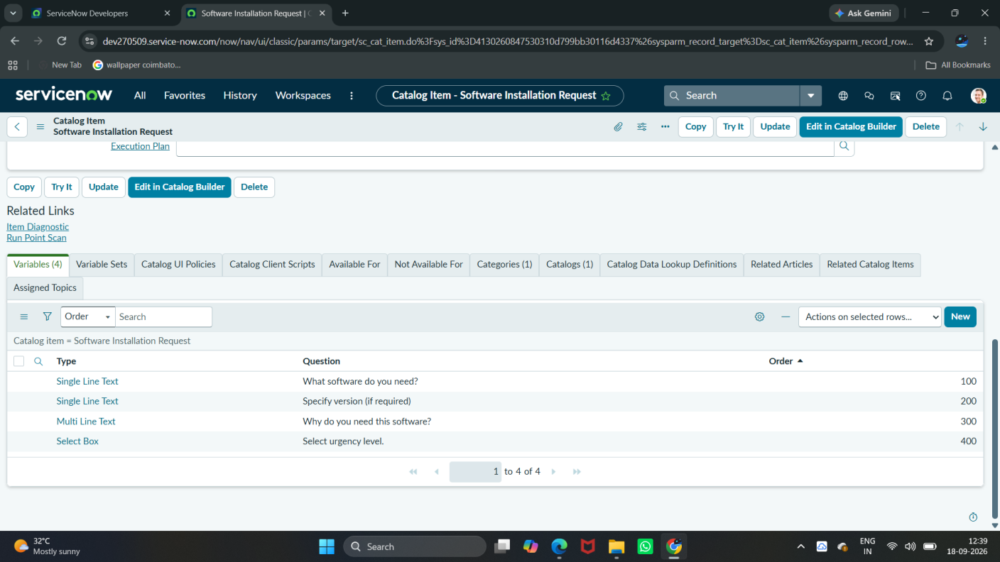 ServiceNow Developers
Software Installation Request | C
Ask Gemini
dev270509.service-now.com/now/nav/ui/classic/params/target/sc_cat_item.do%3Fsys_id%3D4130260847530310d799bb30116d4337%26sysparm_record_target%3Dsc_cat_item%26sysparm_record_row...
New Tab
wallpaper coimbato...
All Bookmarks
servicenow All Favorites History Workspaces
Catalog Item - Software Installation Request
Search
Catalog Item
Software Installation Request
Copy Try It Update Edit in Catalog Builder Delete
Execution Plan
Copy Try It Update Edit in Catalog Builder Delete
Related Links
Item Diagnostic
Run Point Scan
Variables (4) Variable Sets Catalog UI Policies Catalog Client Scripts Available For Not Available For Categories (1) Catalogs (1) Catalog Data Lookup Definitions Related Articles Related Catalog Items
Assigned Topics
Order Search Actions on selected rows... New
Catalog item = Software Installation Request
Type Question Order
Single Line Text What software do you need? 100
Single Line Text Specify version (if required) 200
Multi Line Text Why do you need this software? 300
Select Box Select urgency level. 400
1 to 4 of 4
32°C
Mostly sunny
Search
ENG
IN
12:39
18-09-2026